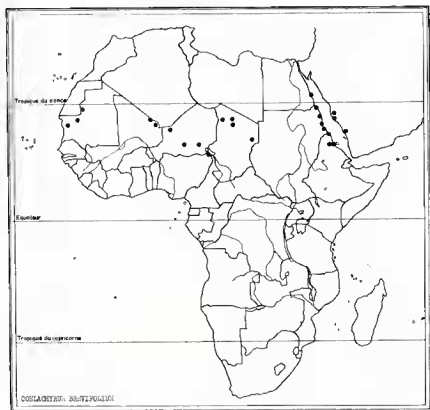 Tropique du cancer
Equateur
Tropique du capricorne
COELACHYRUM BREVIFOLIUM